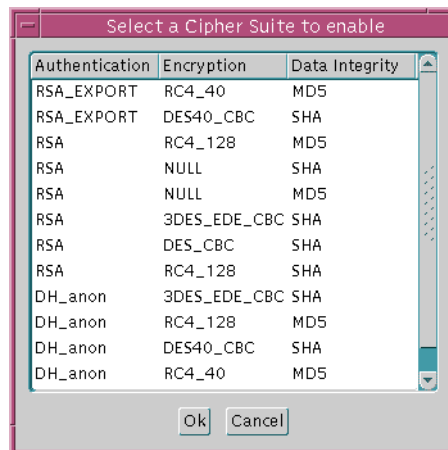 Select a Cipher Suite to enable
Authentication Encryption Data Integrity
RSA_EXPORT RC4_40 MD5
RSA_EXPORT DES40_CBC SHA
RSA RC4_128 MD5
RSA NULL SHA
RSA NULL MD5
RSA 3DES_EDE_CBC SHA
RSA DES_CBC SHA
RSA RC4_128 SHA
DH_anon 3DES_EDE_CBC SHA
DH_anon RC4_128 MD5
DH_anon DES40_CBC SHA
DH_anon RC4_40 MD5
Ok Cancel